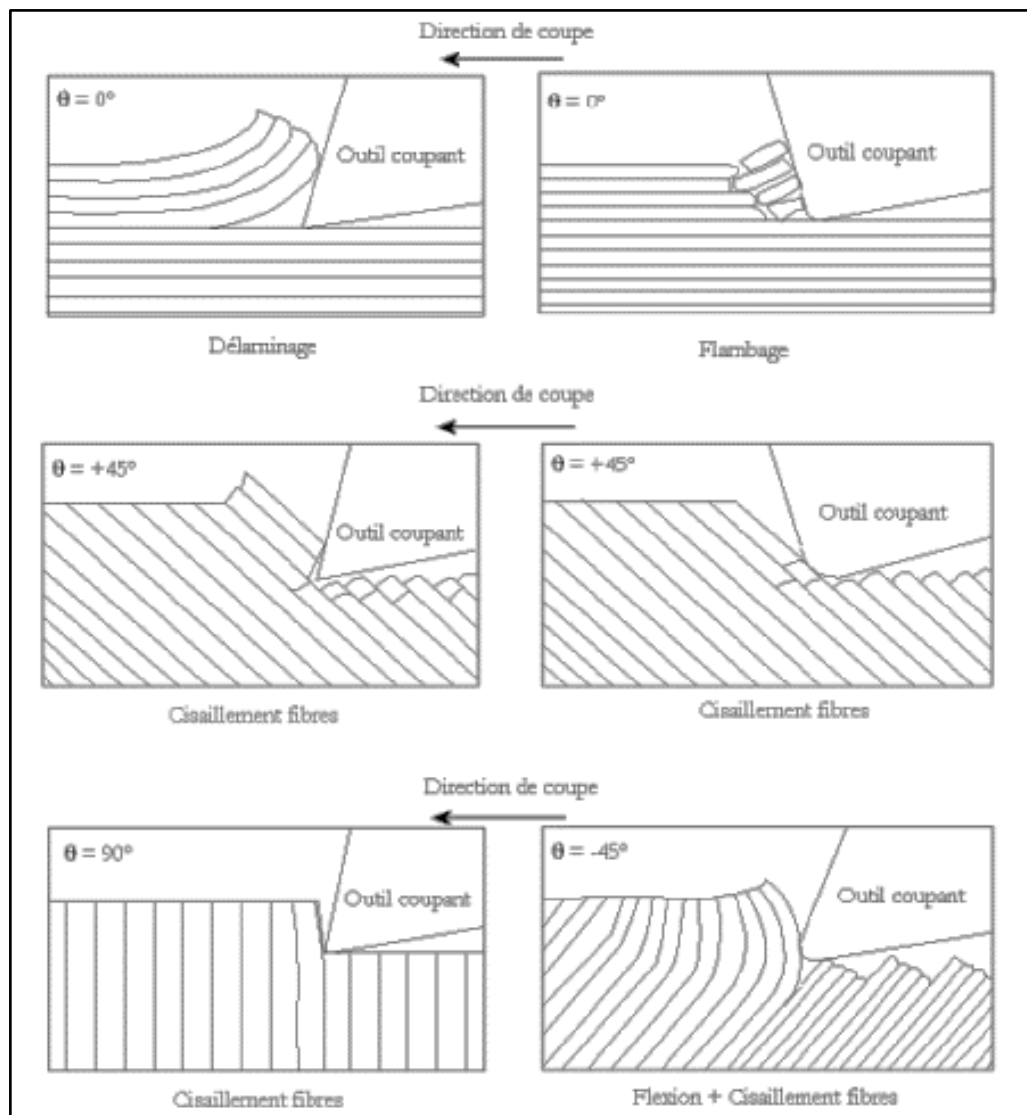 Direction de coupe
θ = 0°
Outil coupant
θ = 0°
Outil coupant
Délaminage
Flambage
Direction de coupe
θ = +45°
Outil coupant
θ = +45°
Outil coupant
Cisaillement fibres
Cisaillement fibres
Direction de coupe
θ = 90°
Outil coupant
θ = -45°
Outil coupant
Cisaillement fibres
Flexion + Cisaillement fibres